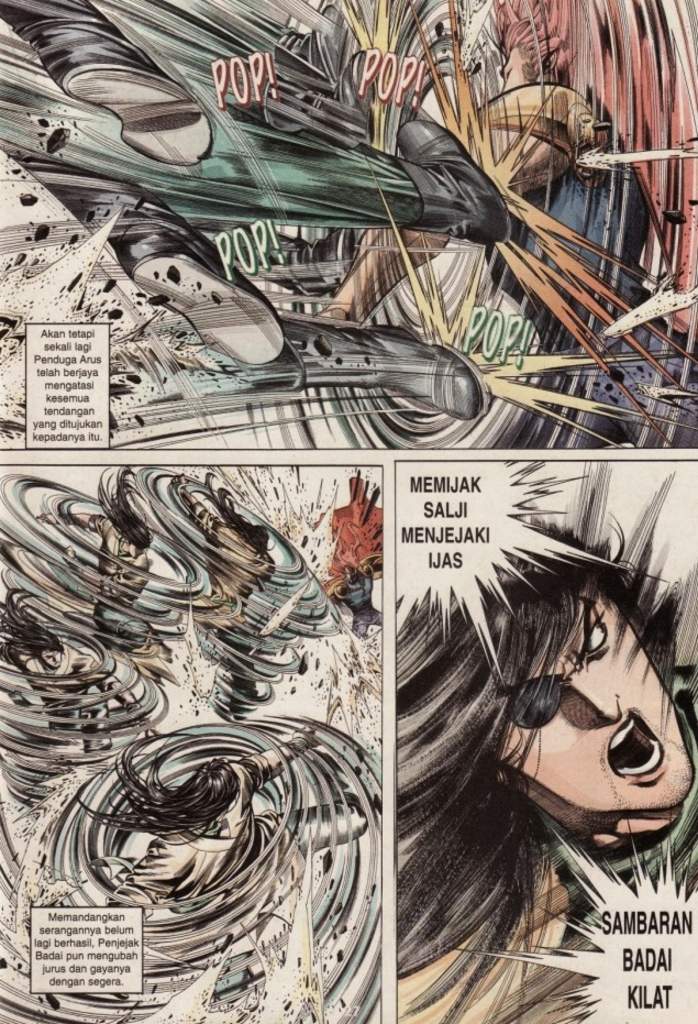 POP!
POP!
POP!
POP!
Akan tetapi
sekali lagi
Penduga Arus
telah berjaya
mengatasi
kesemua
tendangan
yang ditujukan
kepadanya itu.
MEMIJAK
SALJI
MENJEJAKI
IJAS
Memandangkan
serangannya belum
lagi berhasil, Penjejak
Badai pun mengubah
jurus dan gayanya
dengan segera.
SAMBARAN
BADAI
KILAT